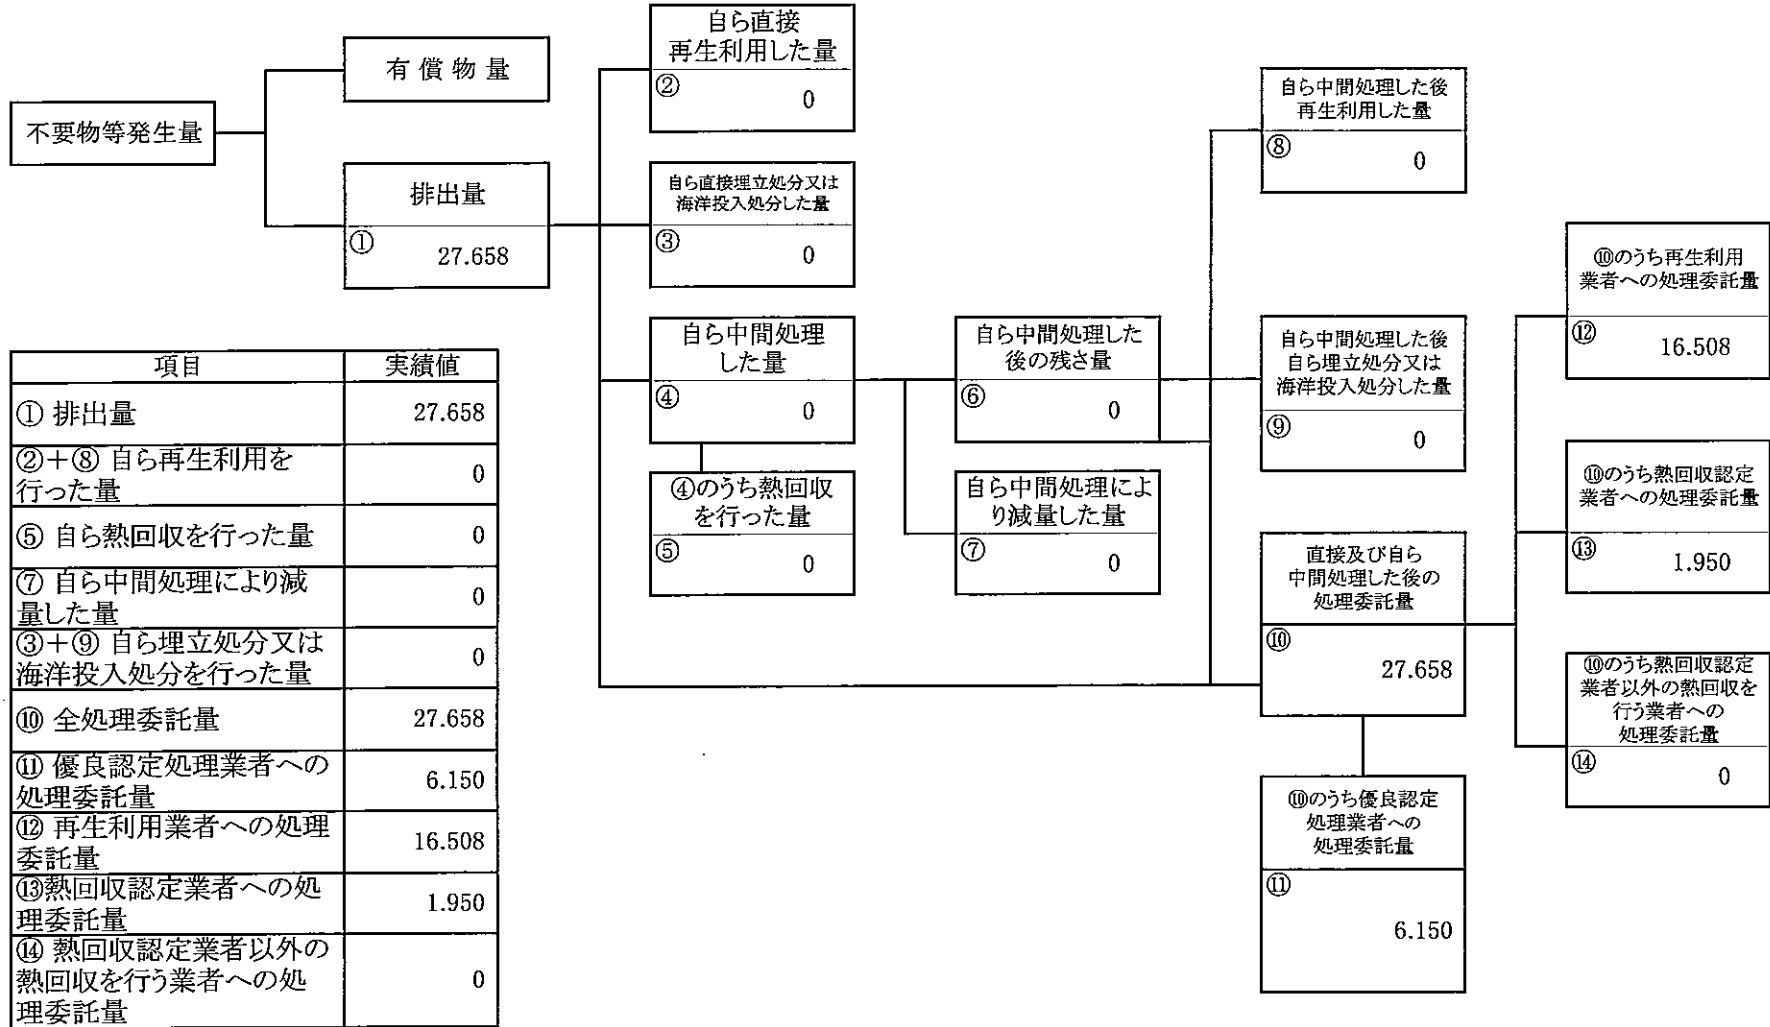 不要物等発生量
有償物量
排出量
①
27.658
自ら直接
再生利用した量
②
0
自ら直接埋立処分又は
海洋投入処分した量
③
0
自ら中間処理
した量
④
0
④のうち熱回収
を行った量
⑤
0
自ら中間処理した
後の残さ量
⑥
0
自ら中間処理によ
り減量した量
⑦
0
自ら中間処理した後
再生利用した量
⑧
0
自ら中間処理した後
自ら埋立処分又は
海洋投入処分した量
⑨
0
直接及び自ら
中間処理した後の
処理委託量
⑩
27.658
⑩のうち優良認定
処理業者への
処理委託量
⑪
6.150
⑩のうち再生利用
業者への処理委託量
⑫
16.508
⑩のうち熱回収認定
業者への処理委託量
⑬
1.950
⑩のうち熱回収認定
業者以外の熱回収を
行う業者への
処理委託量
⑭
0
項目 実績値
① 排出量 27.658
②+⑧ 自ら再生利用を
行った量 0
⑤ 自ら熱回収を行った量 0
⑦ 自ら中間処理により減
量した量 0
③+⑨ 自ら埋立処分又は
海洋投入処分を行った量 0
⑩ 全処理委託量 27.658
⑪ 優良認定処理業者への
処理委託量 6.150
⑫ 再生利用業者への処理
委託量 16.508
⑬熱回収認定業者への処
理委託量 1.950
⑭ 熱回収認定業者以外の
熱回収を行う業者への処
理委託量 0